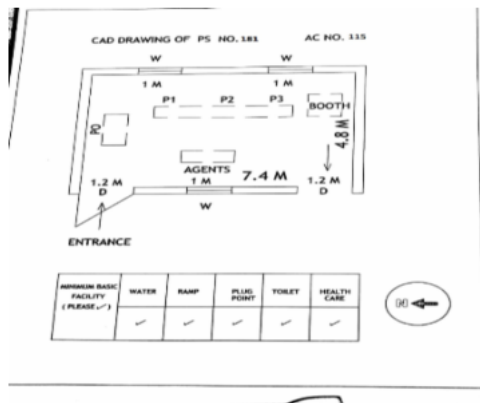 CAD DRAWING OF PS NO. 181 AC NO. 115
W W
1 M 1 M
P1 P2 P3 BOOTH
PO
4.8 M
AGENTS
1.2 M 1 M 7.4 M 1.2 M
D D
W
ENTRANCE
MINIMUM BASIC FACILITY (PLEASE ✓) WATER RAMP PLUG POINT TOILET HEALTH CARE
✓ ✓ ✓ ✓ ✓
N